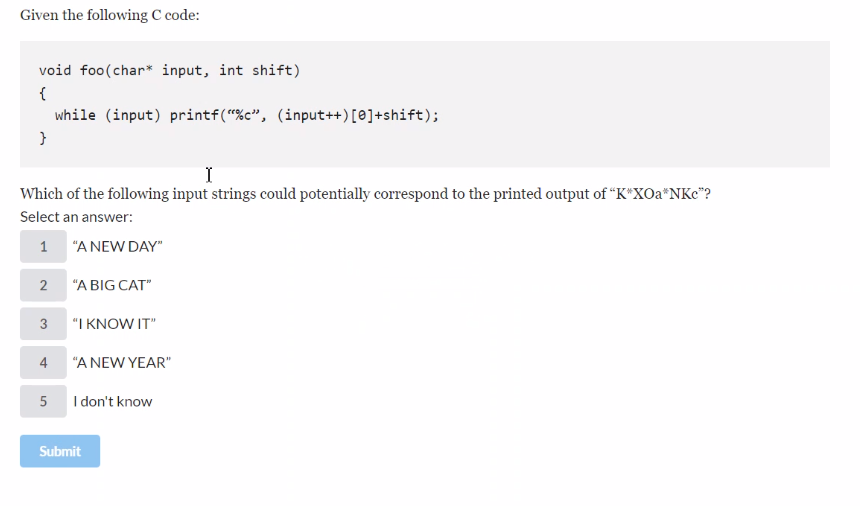 Given the following C code:
void foo(char* input, int shift)
{
while (input) printf(“%c”, (input++)[0]+shift);
}
Which of the following input strings could potentially correspond to the printed output of “K*XOa*NKc”?
Select an answer:
1 “A NEW DAY”
2 “A BIG CAT”
3 “I KNOW IT”
4 “A NEW YEAR”
5 I don't know
Submit